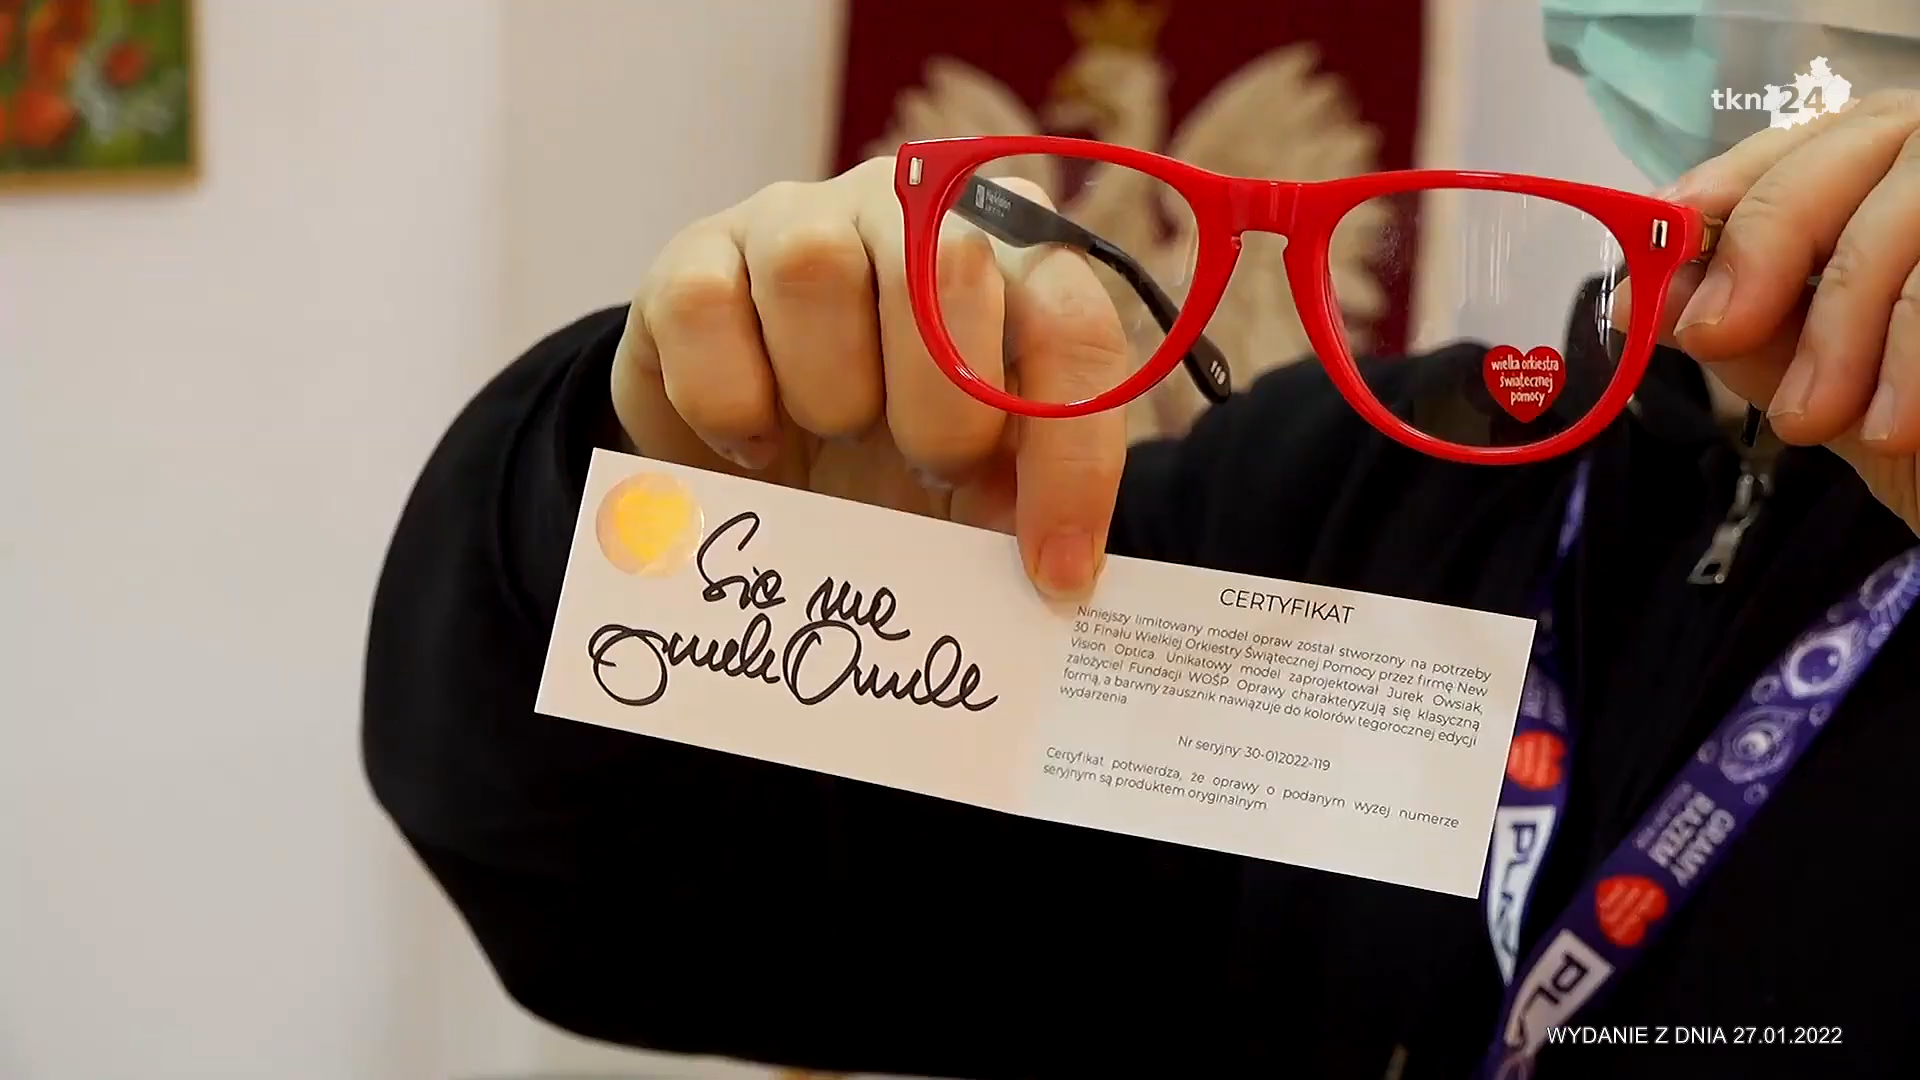 tkn24
wielka orkiestra
świątecznej
pomocy
119
Sie ma
CERTYFIKAT
Niniejszy limitowany model opraw został stworzony na potrzeby
30 Finału Wielkiej Orkiestry Świątecznej Pomocy przez firmę New
Vision Optica. Unikatowy model zaprojektował Jurek Owsiak,
założyciel Fundacji WOŚP. Oprawy charakteryzują się klasyczną
formą, a barwny zausznik nawiązuje do kolorów tegorocznej edycji
wydarzenia.
Nr seryjny: 30-012022-119
Certyfikat potwierdza, że oprawy o podanym wyżej numerze
seryjnym są produktem oryginalnym.
GRAMY
RAZEM
WYDANIE Z DNIA 27.01.2022